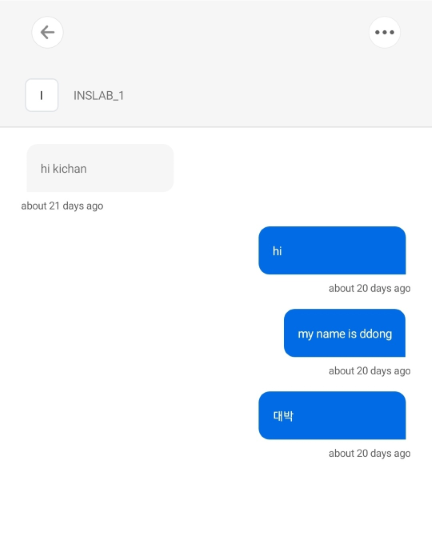 I
INSLAB_1
hi kichan
about 21 days ago
hi
about 20 days ago
my name is ddong
about 20 days ago
대박
about 20 days ago